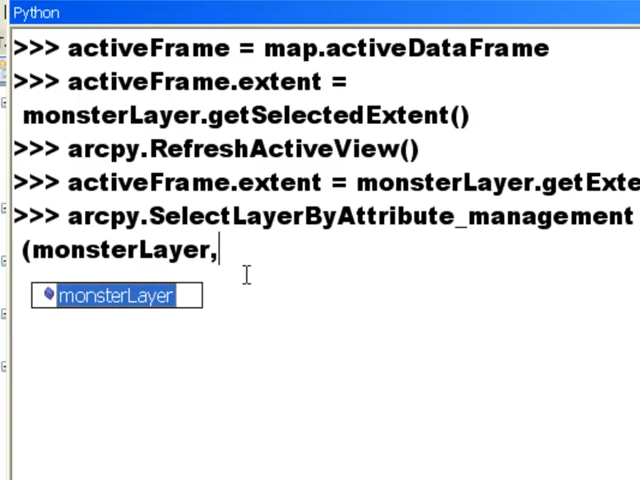 Python
>>> activeFrame = map.activeDataFrame
>>> activeFrame.extent =
monsterLayer.getSelectedExtent()
>>> arcpy.RefreshActiveView()
>>> activeFrame.extent = monsterLayer.getExte
>>> arcpy.SelectLayerByAttribute_management
(monsterLayer,
monsterLayer